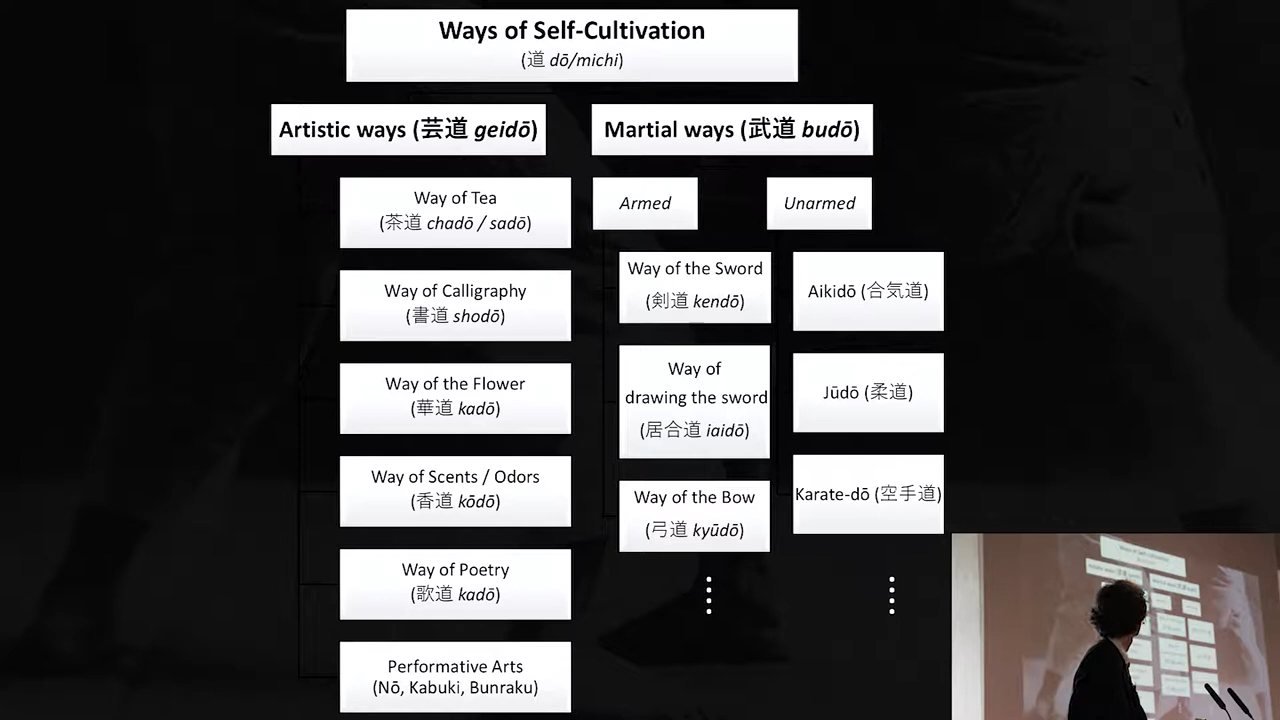 Ways of Self-Cultivation
(道 dō/michi)
Artistic ways (芸道 geidō)
Martial ways (武道 budō)
Way of Tea
(茶道 chadō / sadō)
Way of Calligraphy
(書道 shodō)
Way of the Flower
(華道 kadō)
Way of Scents / Odors
(香道 kōdō)
Way of Poetry
(歌道 kadō)
Performative Arts
(Nō, Kabuki, Bunraku)
Armed
Way of the Sword
(剣道 kendō)
Way of
drawing the sword
(居合道 iaidō)
Way of the Bow
(弓道 kyūdō)
Unarmed
Aikidō (合気道)
Jūdō (柔道)
Karate-dō (空手道)
Ways of Self-Cultivation